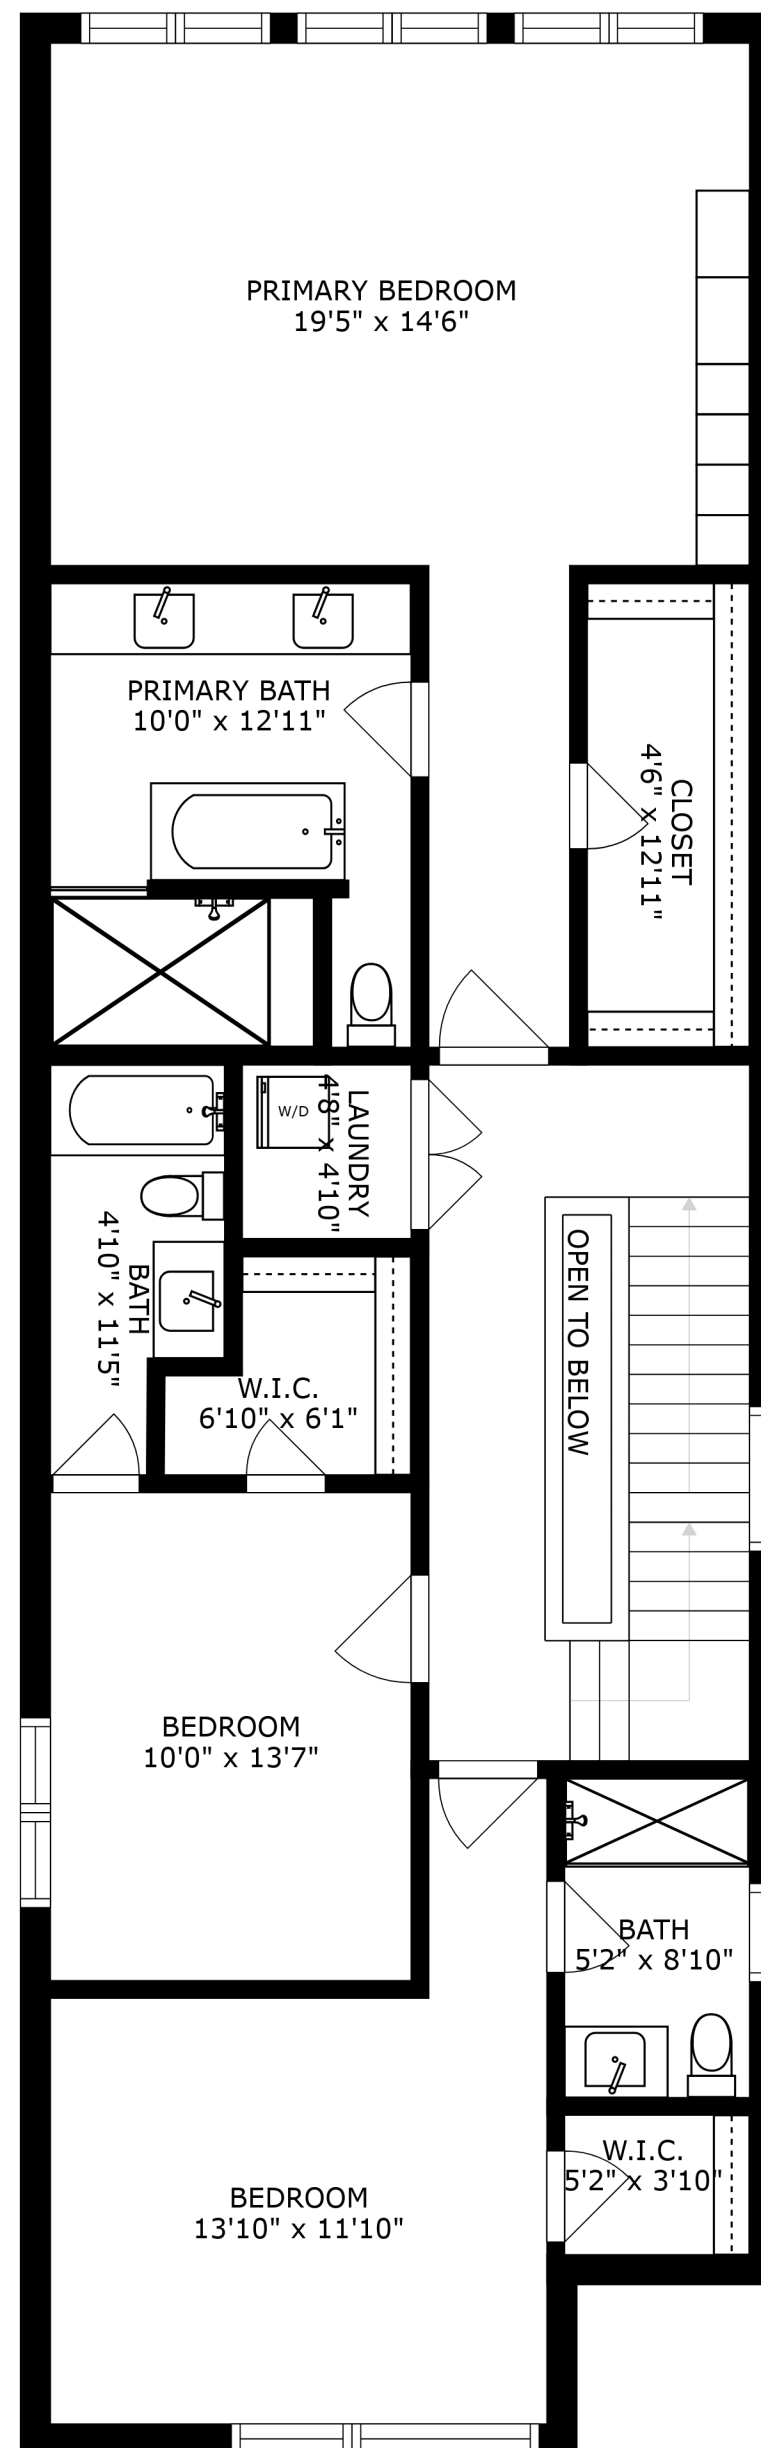 PRIMARY BEDROOM
19'5" x 14'6"
PRIMARY BATH
10'0" x 12'11"
CLOSET
4'6" x 12'11"
W/D
LAUNDRY
4'8" x 4'10"
BATH
4'10" x 11'5"
OPEN TO BELOW
W.I.C.
6'10" x 6'1"
BEDROOM
10'0" x 13'7"
BATH
5'2" x 8'10"
W.I.C.
5'2" x 3'10"
BEDROOM
13'10" x 11'10"